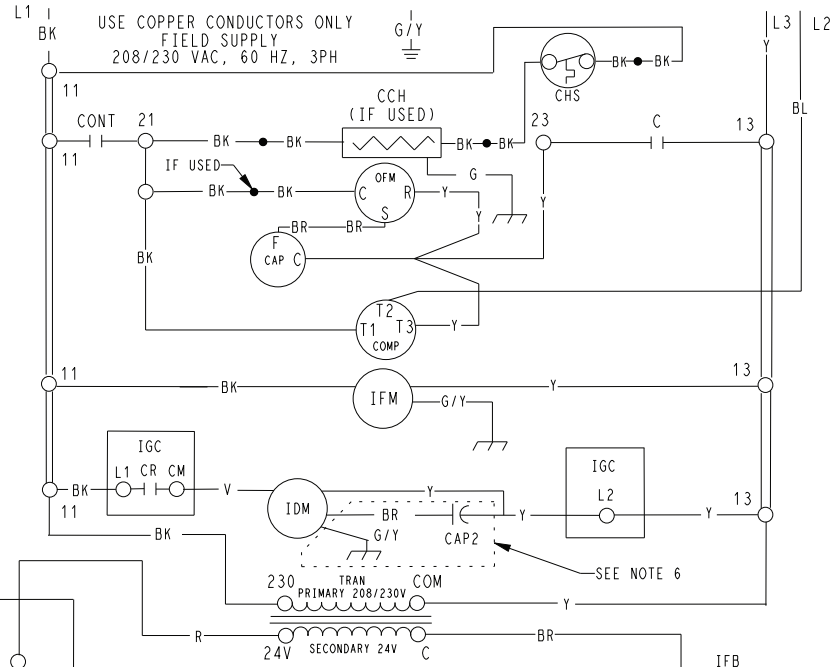 L1
BK
USE COPPER CONDUCTORS ONLY
FIELD SUPPLY
208/230 VAC, 60 HZ, 3PH
G/Y
L3
L2
Y
BK
BK
CHS
11
BL
CCH
(IF USED)
CONT
21
BK
BK
BK
BK
23
C
13
11
IF USED
BK
BK
OFM
C
R
S
Y
G
Y
Y
BR
BR
F
CAP
C
BK
T2
T1
T3
COMP
Y
11
BK
IFM
Y
13
G/Y
IGC
L1
CR
CM
BK
V
11
IDM
Y
BR
G/Y
CAP2
Y
IGC
L2
Y
13
BK
SEE NOTE 6
230
TRAN
COM
PRIMARY 208/230V
Y
R
24V
SECONDARY 24V
C
BR
IFB